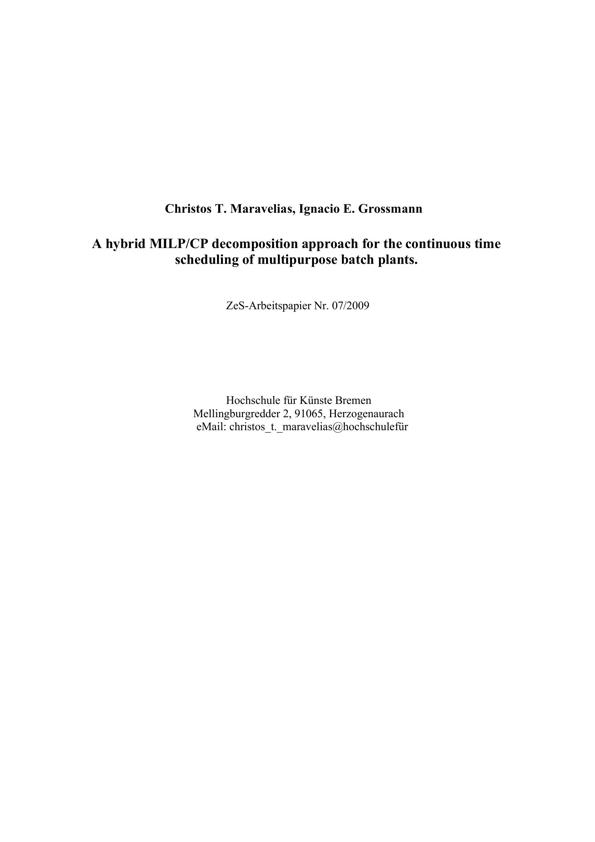 Christos T. Maravelias, Ignacio E. Grossmann
A hybrid MILP/CP decomposition approach for the continuous time
scheduling of multipurpose batch plants.
ZeS-Arbeitspapier Nr. 07/2009
Hochschule für Künste Bremen
Mellingburgredder 2, 91065, Herzogenaurach
eMail: christos_t._maravelias@hochschulefür